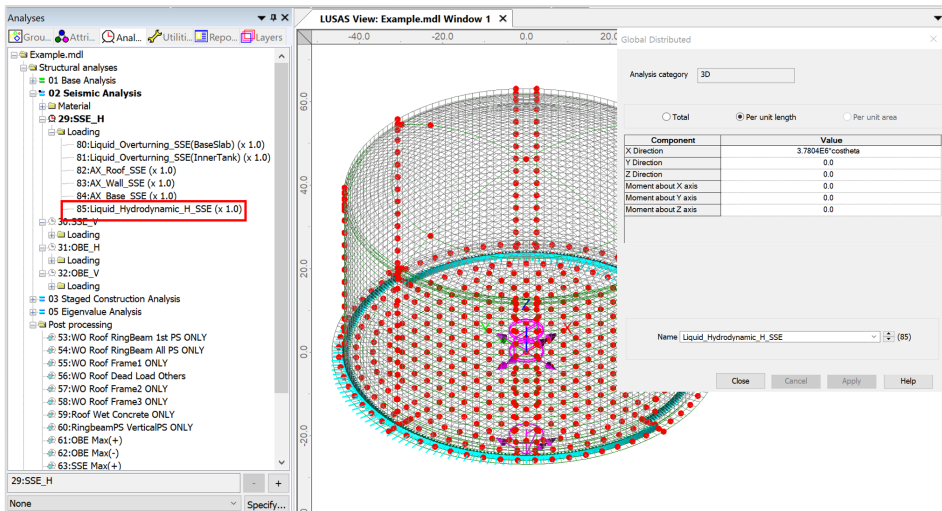 Analyses
Grou...
Attri...
Anal...
Utiliti...
Repo...
Layers
Example.mdl
Structural analyses
01 Base Analysis
02 Seismic Analysis
Material
29:SSE_H
Loading
80:Liquid_Overturning_SSE(BaseSlab) (x 1.0)
81:Liquid_Overturning_SSE(InnerTank) (x 1.0)
82:AX_Roof_SSE (x 1.0)
83:AX_Wall_SSE (x 1.0)
84:AX_Base_SSE (x 1.0)
85:Liquid_Hydrodynamic_H_SSE (x 1.0)
30:SSE_V
Loading
31:OBE_H
Loading
32:OBE_V
Loading
03 Staged Construction Analysis
05 Eigenvalue Analysis
Post processing
53:WO Roof RingBeam 1st PS ONLY
54:WO Roof RingBeam All PS ONLY
55:WO Roof Frame1 ONLY
56:WO Roof Dead Load Others
57:WO Roof Frame2 ONLY
58:WO Roof Frame3 ONLY
59:Roof Wet Concrete ONLY
60:RingbeamPS VerticalPS ONLY
61:OBE Max(+)
62:OBE Max(-)
63:SSE Max(+)
29:SSE_H
- +
None
Specify...
LUSAS View: Example.mdl Window 1
-40.0 -20.0 0.0 20.0
60.0
40.0
20.0
0.0
-20.0
Z
Y
X
Global Distributed
Analysis category 3D
Total Per unit length Per unit area
Component Value
X Direction 3.7804E6*costheta
Y Direction 0.0
Z Direction 0.0
Moment about X axis 0.0
Moment about Y axis 0.0
Moment about Z axis 0.0
Name Liquid_Hydrodynamic_H_SSE (85)
Close Cancel Apply Help